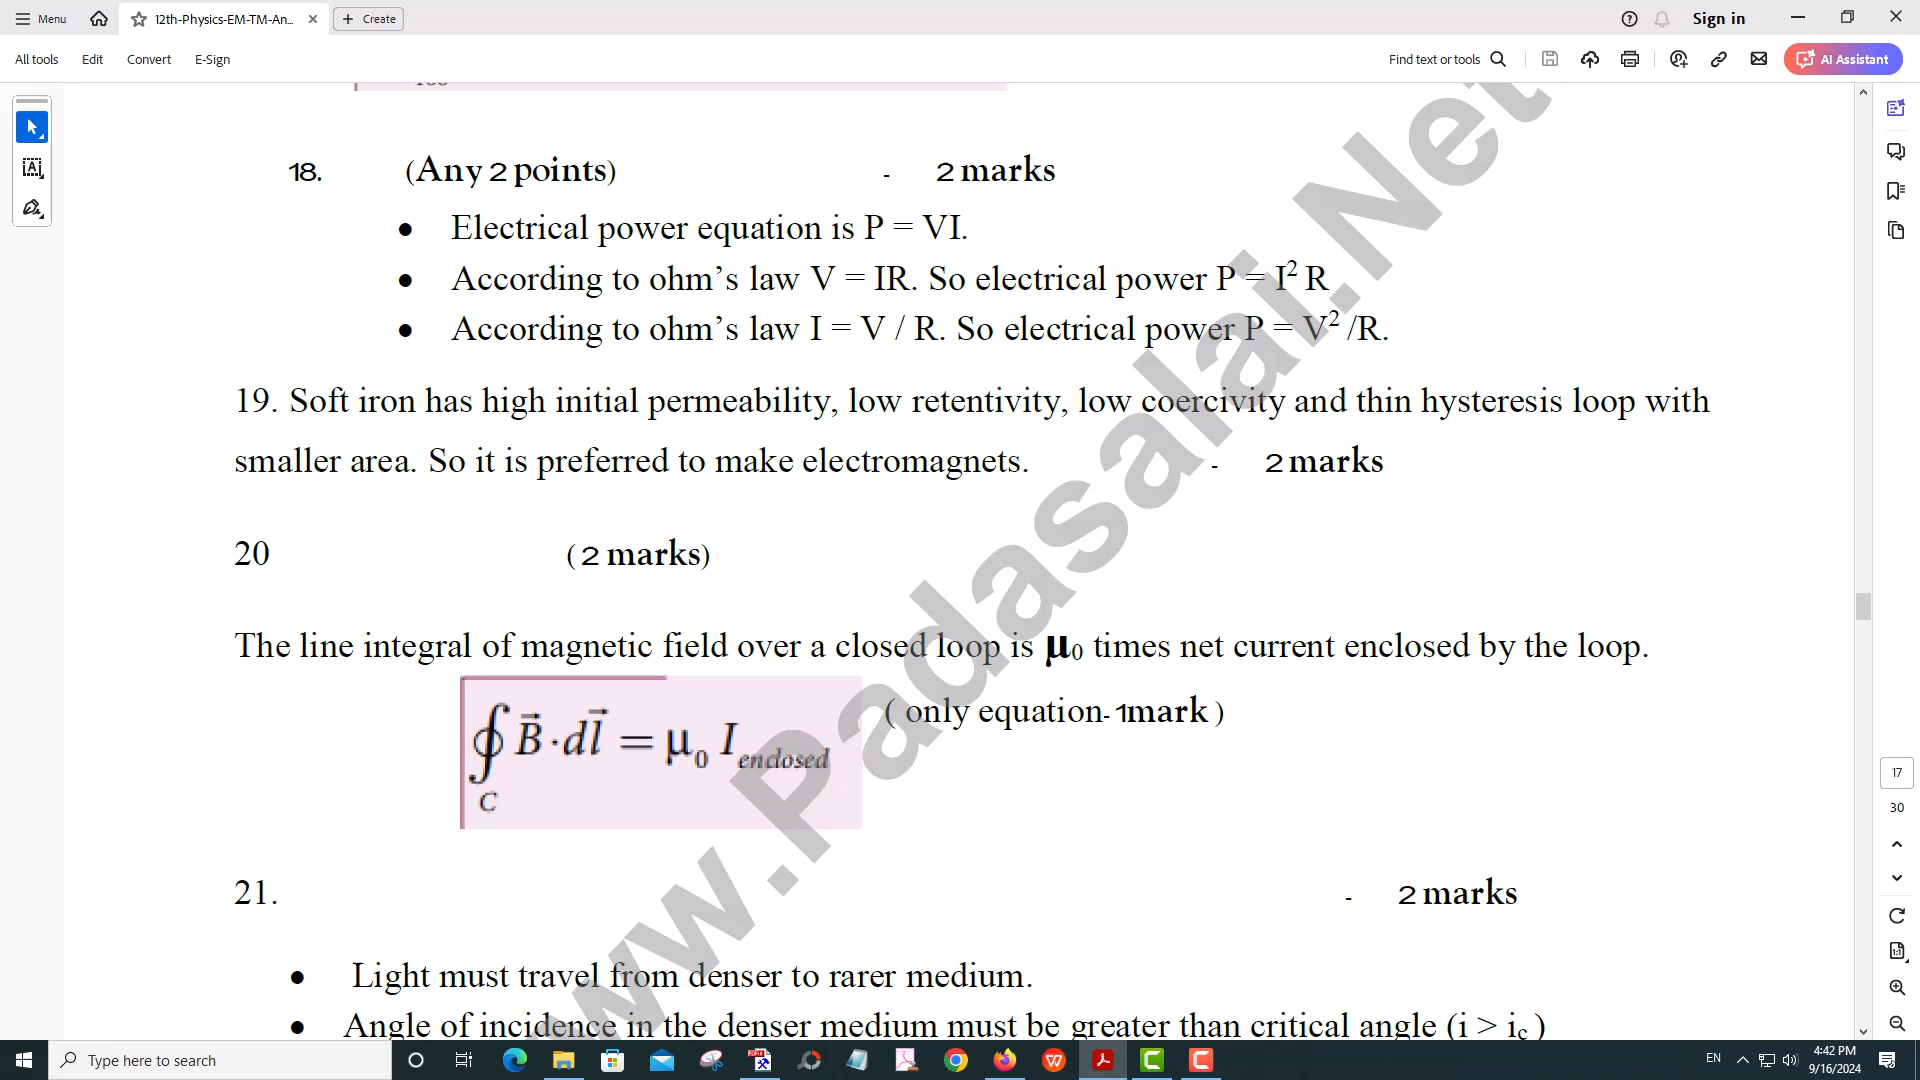 Menu
12th-Physics-EM-TM-An...
Create
Sign in
All tools Edit Convert E-Sign
Find text or tools
AI Assistant
18. (Any 2 points) - 2 marks
• Electrical power equation is P = VI.
• According to ohm’s law V = IR. So electrical power P = I² R
• According to ohm’s law I = V / R. So electrical power P = V² /R.
19. Soft iron has high initial permeability, low retentivity, low coercivity and thin hysteresis loop with
smaller area. So it is preferred to make electromagnets. - 2 marks
20 ( 2 marks)
The line integral of magnetic field over a closed loop is μ₀ times net current enclosed by the loop.
∮ B⃗ · dl⃗ = μ₀ I enclosed
C
( only equation- 1mark )
21. - 2 marks
• Light must travel from denser to rarer medium.
• Angle of incidence in the denser medium must be greater than critical angle (i > i꜀ )
ww.Padasalai.Net
17
30
Type here to search
EN
4:42 PM
9/16/2024